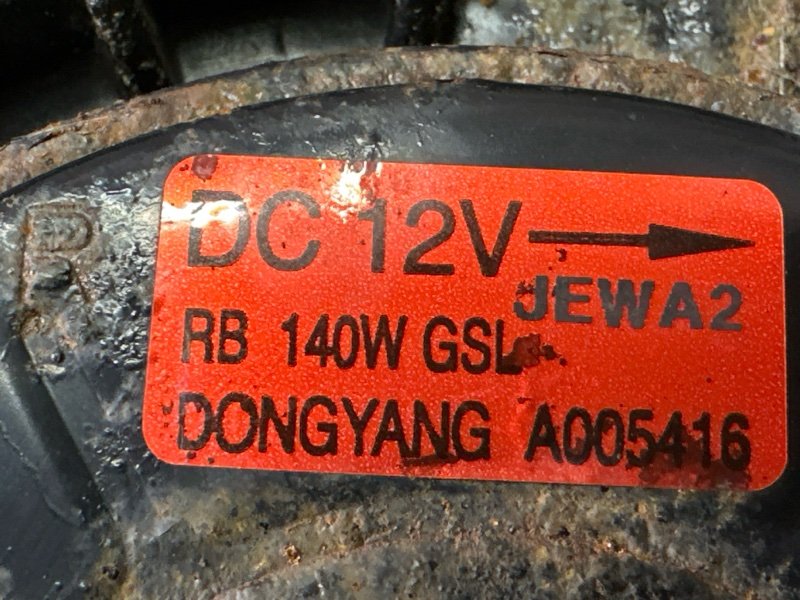 DC 12V
JEWA2
RB 140W GSL
DONGYANG A005416